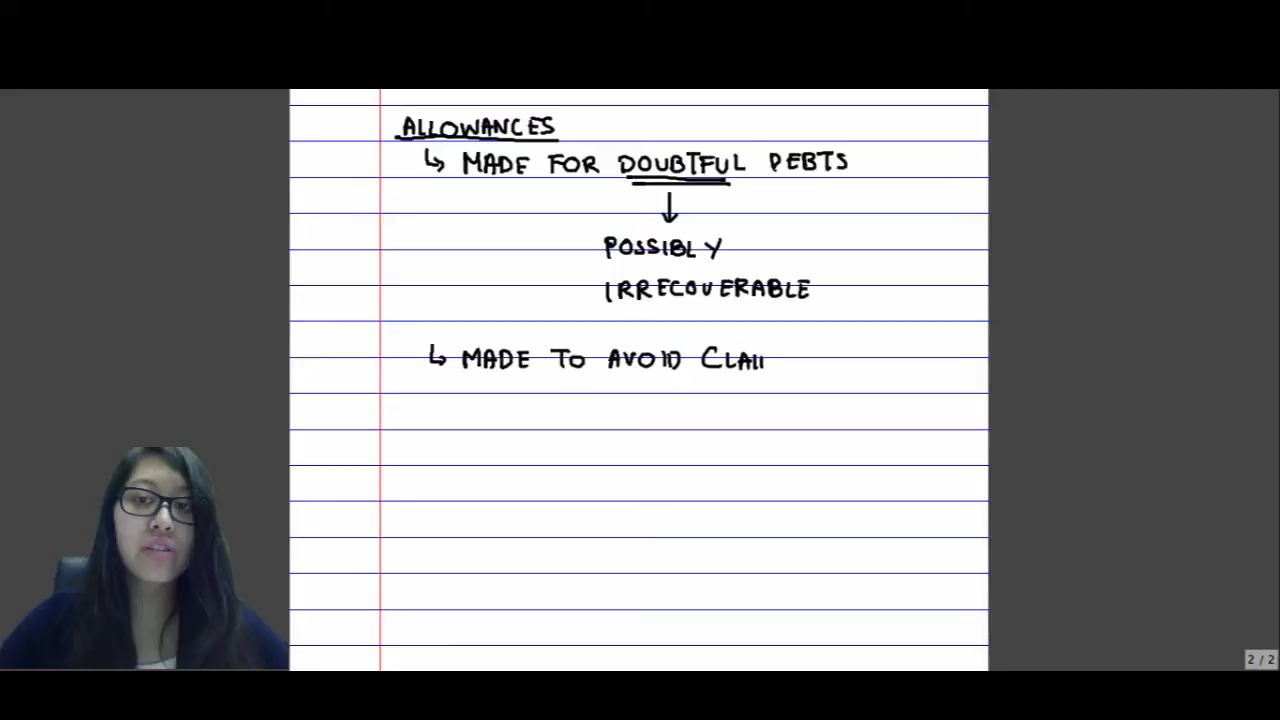 ALLOWANCES
↳ MADE FOR DOUBTFUL DEBTS
↓
POSSIBLY
IRRECOVERABLE
↳ MADE TO AVOID
2 / 2